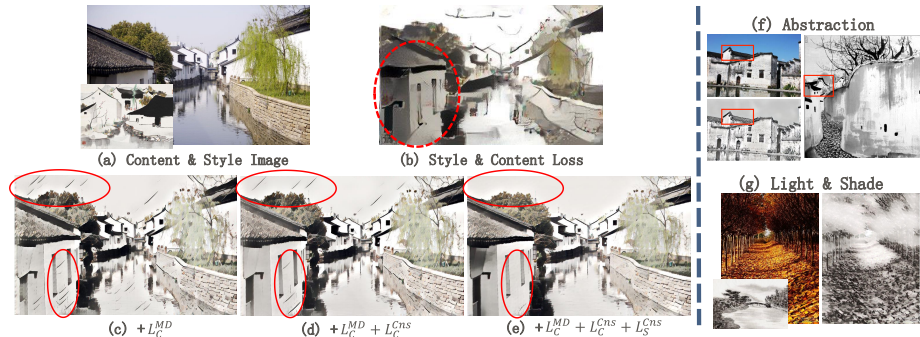 (a) Content & Style Image
(b) Style & Content Loss
(c) +L_C^{MD}
(d) +L_C^{MD} + L_C^{Cns}
(e) +L_C^{MD} + L_C^{Cns} + L_S^{Cns}
(f) Abstraction
(g) Light & Shade